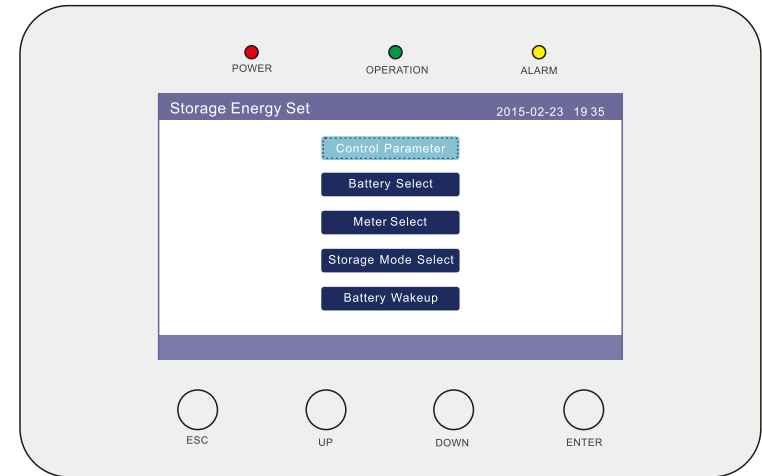 POWER OPERATION ALARM
Storage Energy Set 2015-02-23 19 35
Control Parameter
Battery Select
Meter Select
Storage Mode Select
Battery Wakeup
ESC UP DOWN ENTER